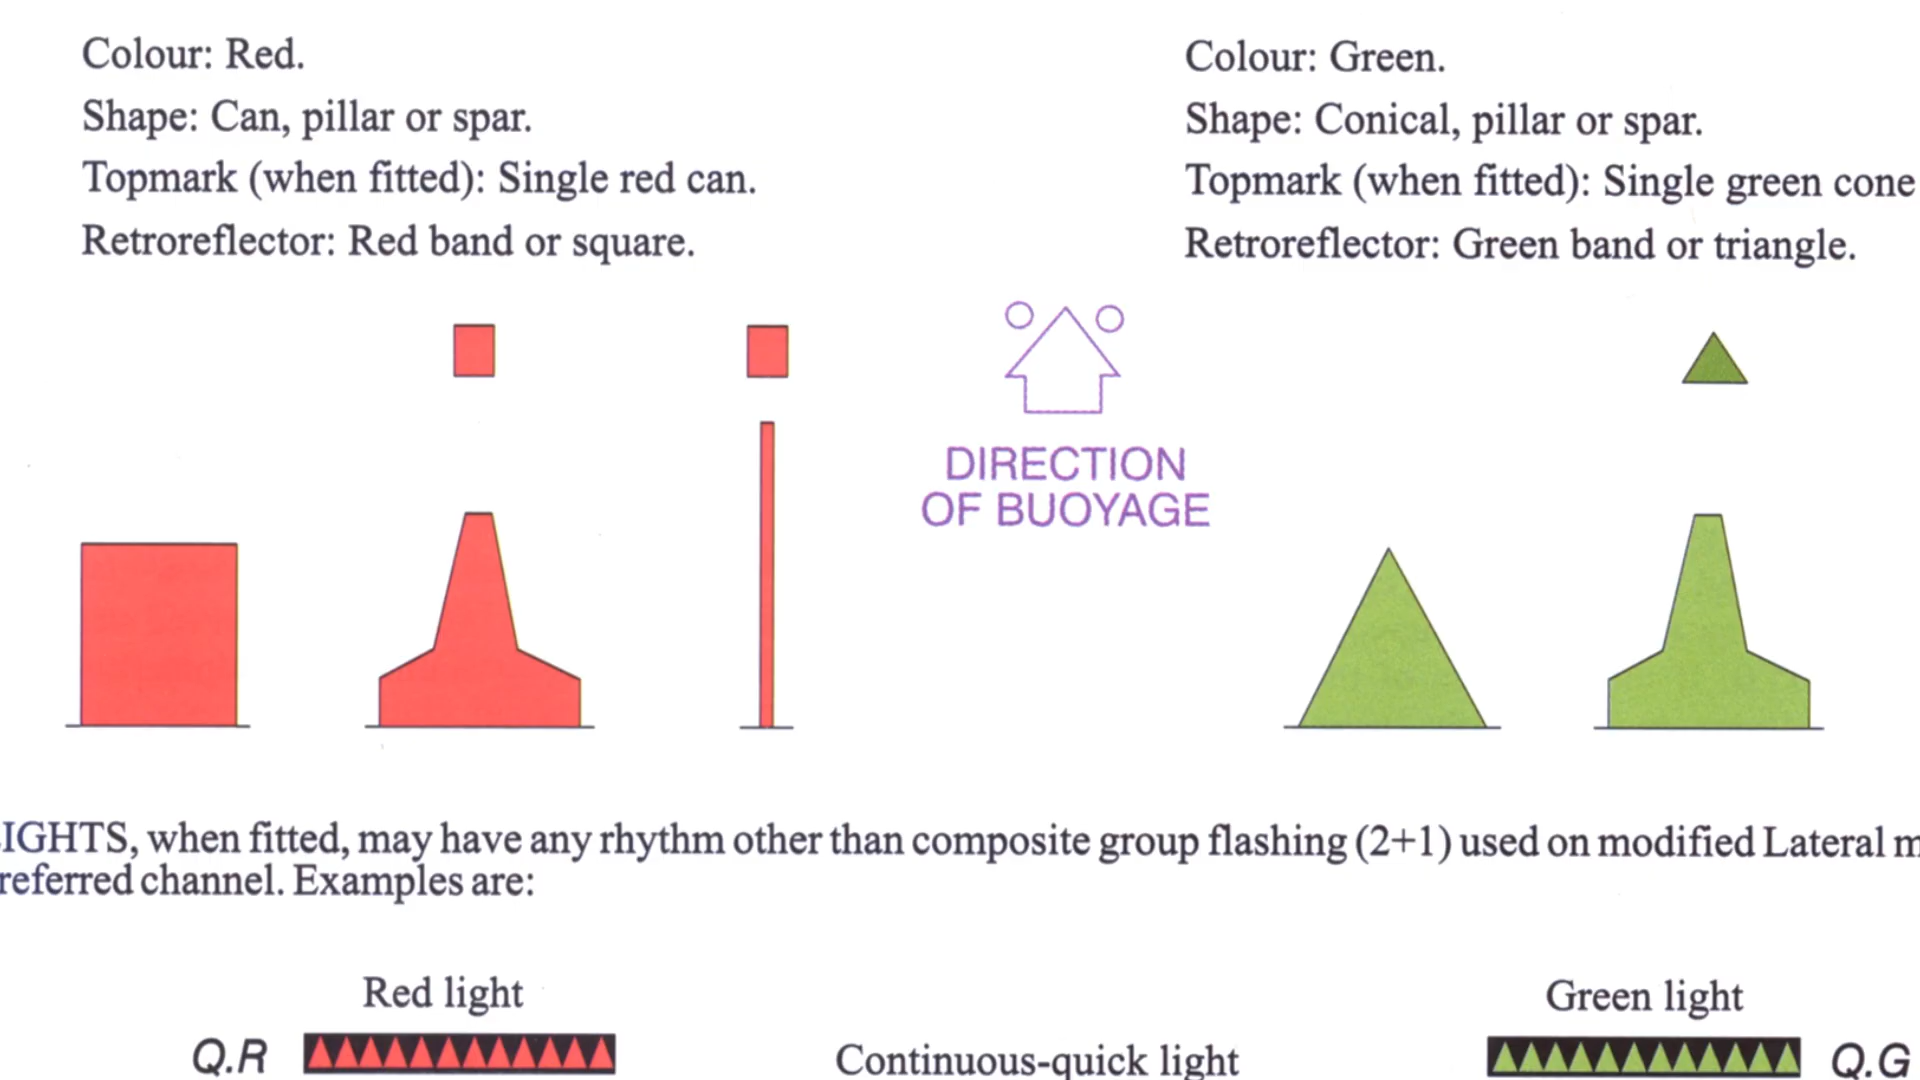 Colour: Red.
Shape: Can, pillar or spar.
Topmark (when fitted): Single red can.
Retroreflector: Red band or square.
Colour: Green.
Shape: Conical, pillar or spar.
Topmark (when fitted): Single green cone
Retroreflector: Green band or triangle.
DIRECTION
OF BUOYAGE
IGHTS, when fitted, may have any rhythm other than composite group flashing (2+1) used on modified Lateral m
referred channel. Examples are:
Red light
Green light
Q.R
Continuous-quick light
Q.G